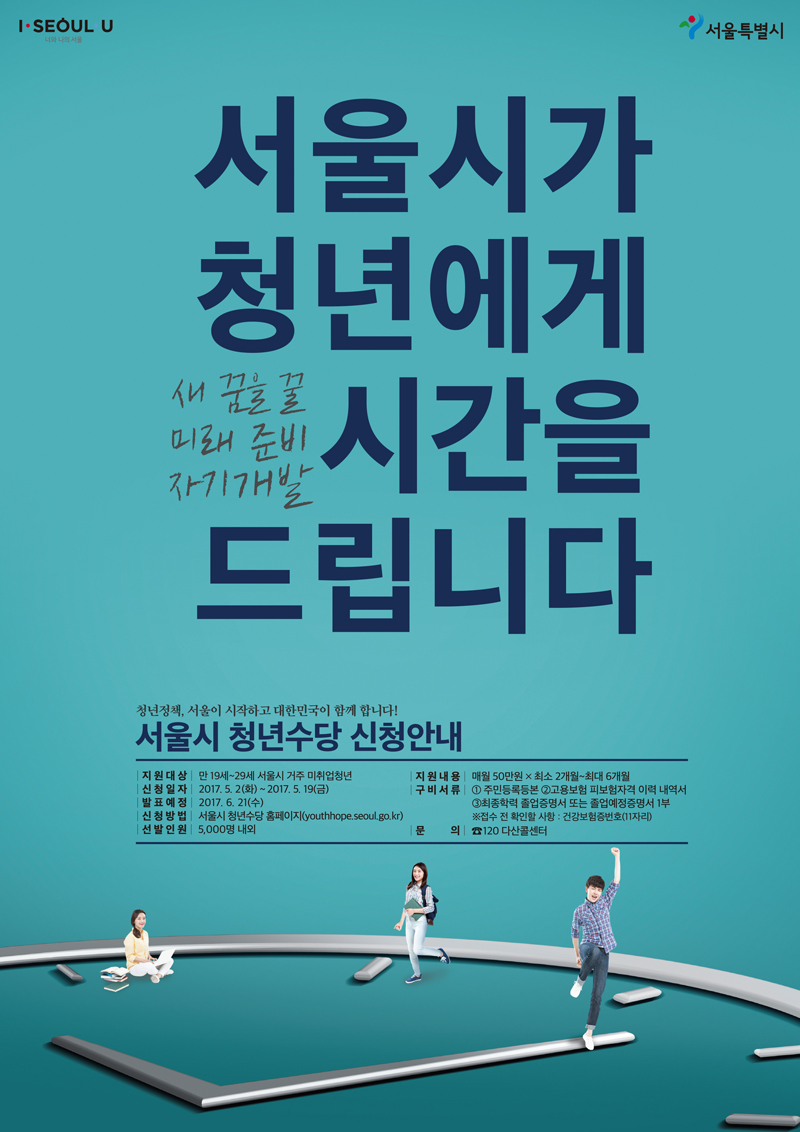 I·SEOUL U
너와 나의 서울
서울특별시
서울시가
청년에게
새 꿈을 꿀
미래 준비
자기개발
시간을
드립니다
청년정책, 서울이 시작하고 대한민국이 함께 합니다!
서울시 청년수당 신청안내
지원대상 만 19세~29세 서울시 거주 미취업청년
신청일자 2017. 5. 2(화) ~ 2017. 5. 19(금)
발표예정 2017. 6. 21(수)
신청방법 서울시 청년수당 홈페이지(youthhope.seoul.go.kr)
선발인원 5,000명 내외
지원내용 매월 50만원 × 최소 2개월~최대 6개월
구비서류 ① 주민등록등본 ②고용보험 피보험자격 이력 내역서
③최종학력 졸업증명서 또는 졸업예정증명서 1부
※접수 전 확인할 사항 : 건강보험증번호(11자리)
문 의 ☎120 다산콜센터